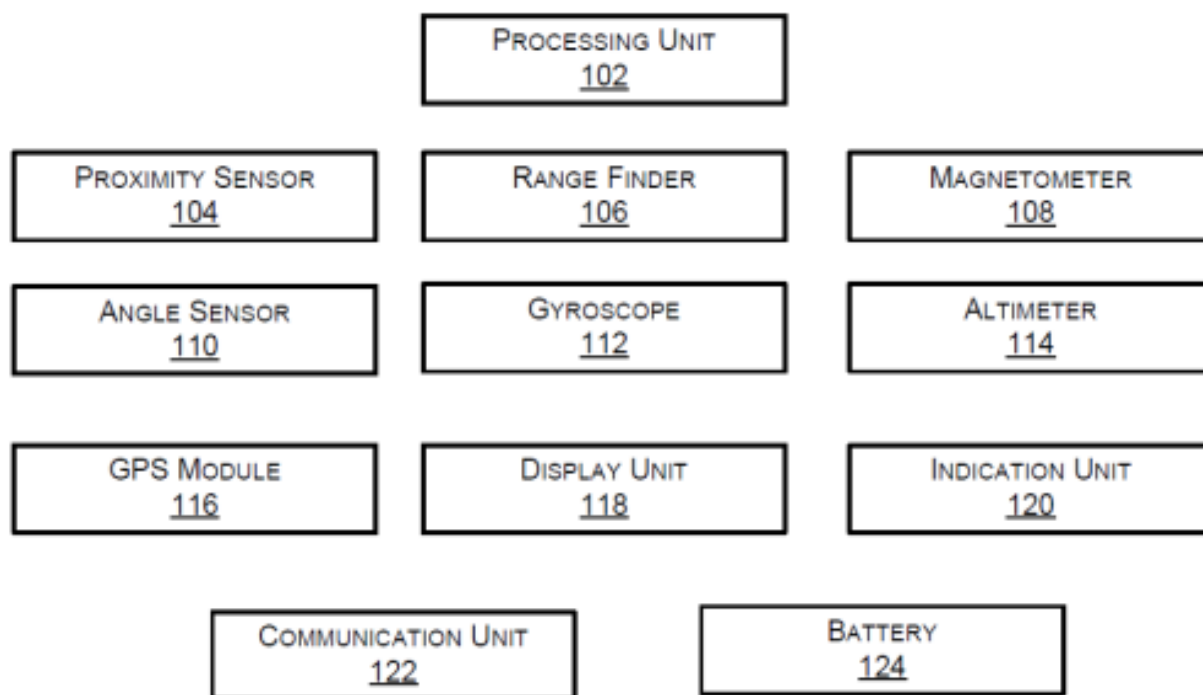 PROCESSING UNIT
102
PROXIMITY SENSOR
104
RANGE FINDER
106
MAGNETOMETER
108
ANGLE SENSOR
110
GYROSCOPE
112
ALTIMETER
114
GPS MODULE
116
DISPLAY UNIT
118
INDICATION UNIT
120
COMMUNICATION UNIT
122
BATTERY
124